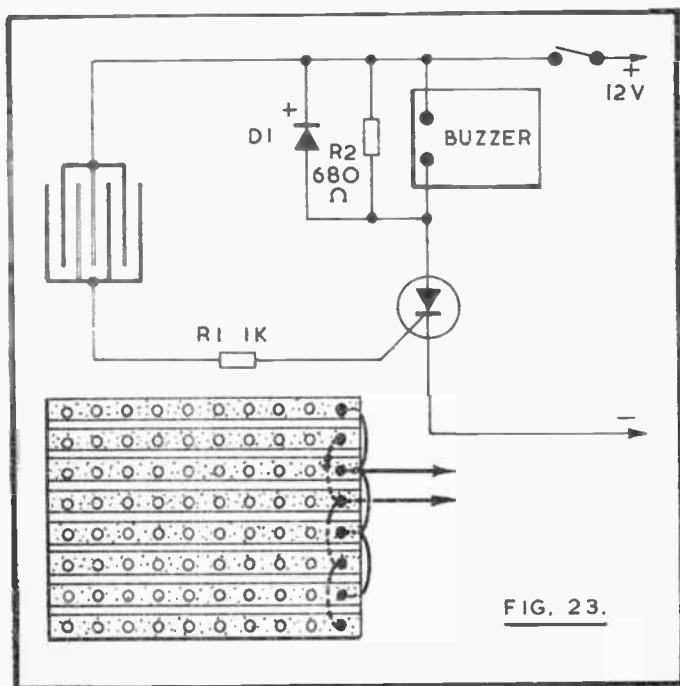 +
12V
+
D1
R2
680
Ω
BUZZER
R1 1K
−
FIG. 23.